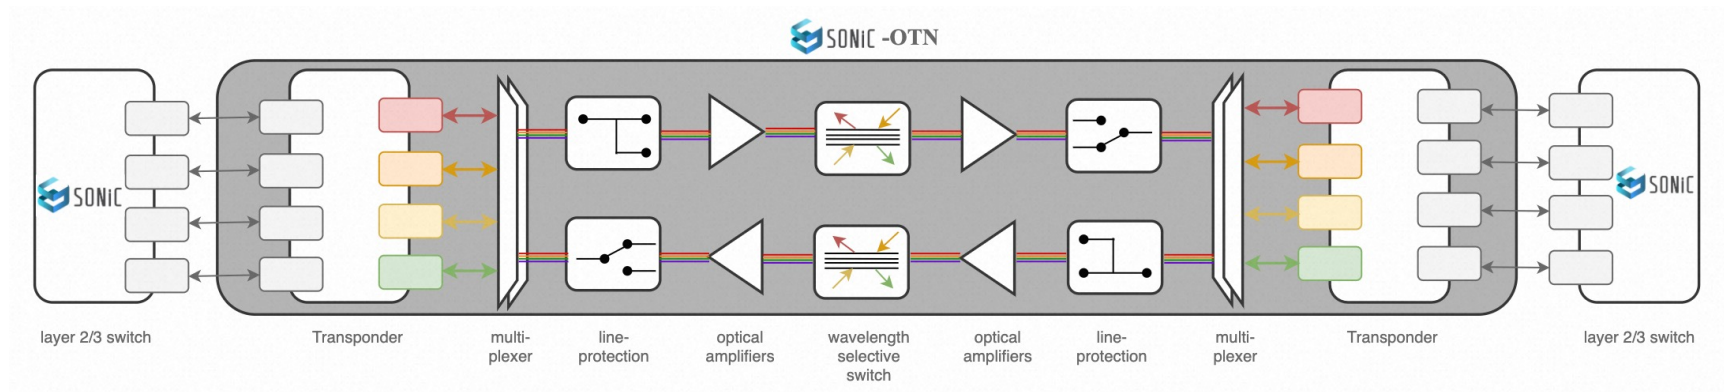 SONiC -OTN
SONiC
SONiC
layer 2/3 switch
Transponder
multi-
plexer
line-
protection
optical
amplifiers
wavelength
selective
switch
optical
amplifiers
line-
protection
multi-
plexer
Transponder
layer 2/3 switch